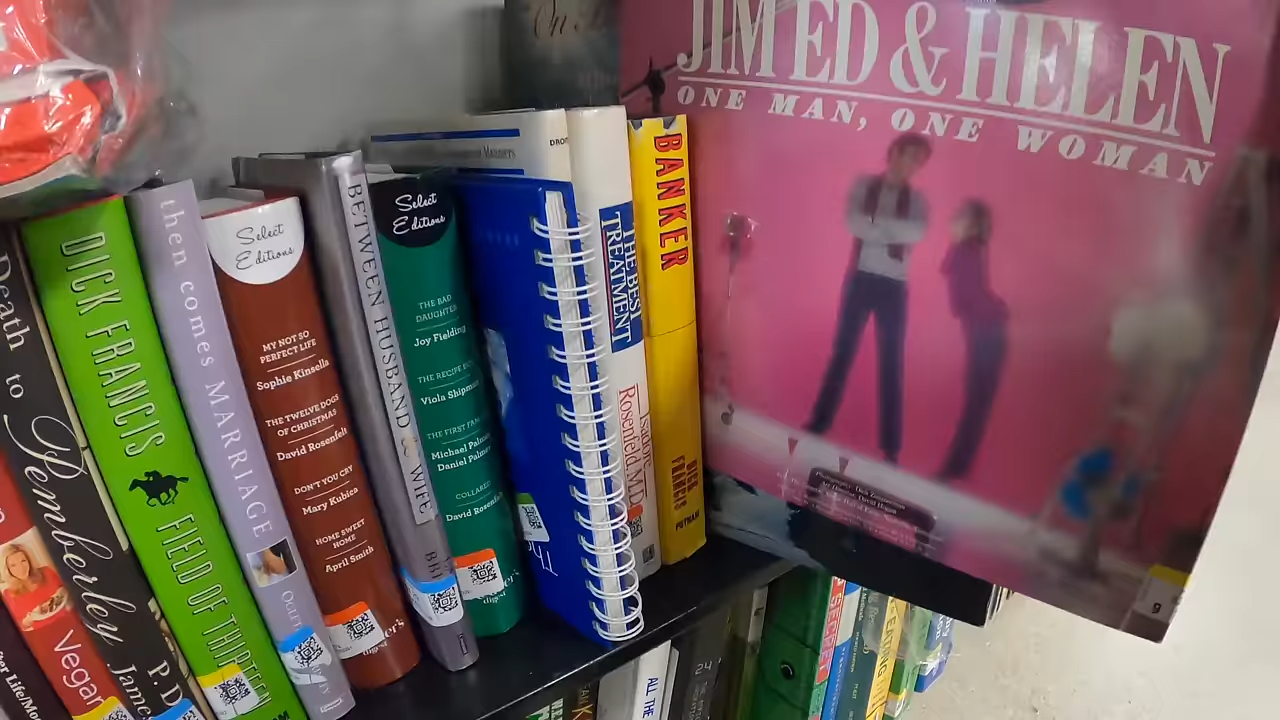 Vegan
Death to Pemberley
P. D. James
DICK FRANCIS
FIELD OF THIRTEEN
then comes MARRIAGE
Select
Editions
MY NOT SO
PERFECT LIFE
Sophie Kinsella
THE TWELVE DOGS
OF CHRISTMAS
David Rosenfelt
DON'T YOU CRY
Mary Kubica
HOME SWEET
HOME
April Smith
BETWEEN HUSBAND & WIFE
Select
Editions
THE BAD
DAUGHTER
Joy Fielding
THE RECIPE
Viola Shipman
THE FIRST
Michael Palmer
Daniel Palmer
COLLARED
David Rosenfelt
digest
Manners
THE BEST
TREATMENT
Isadore
Rosenfeld, M.D.
BANKER
DICK
FRANCIS
PUTNAM
JIM ED & HELEN
ONE MAN, ONE WOMAN
9
ALL THE